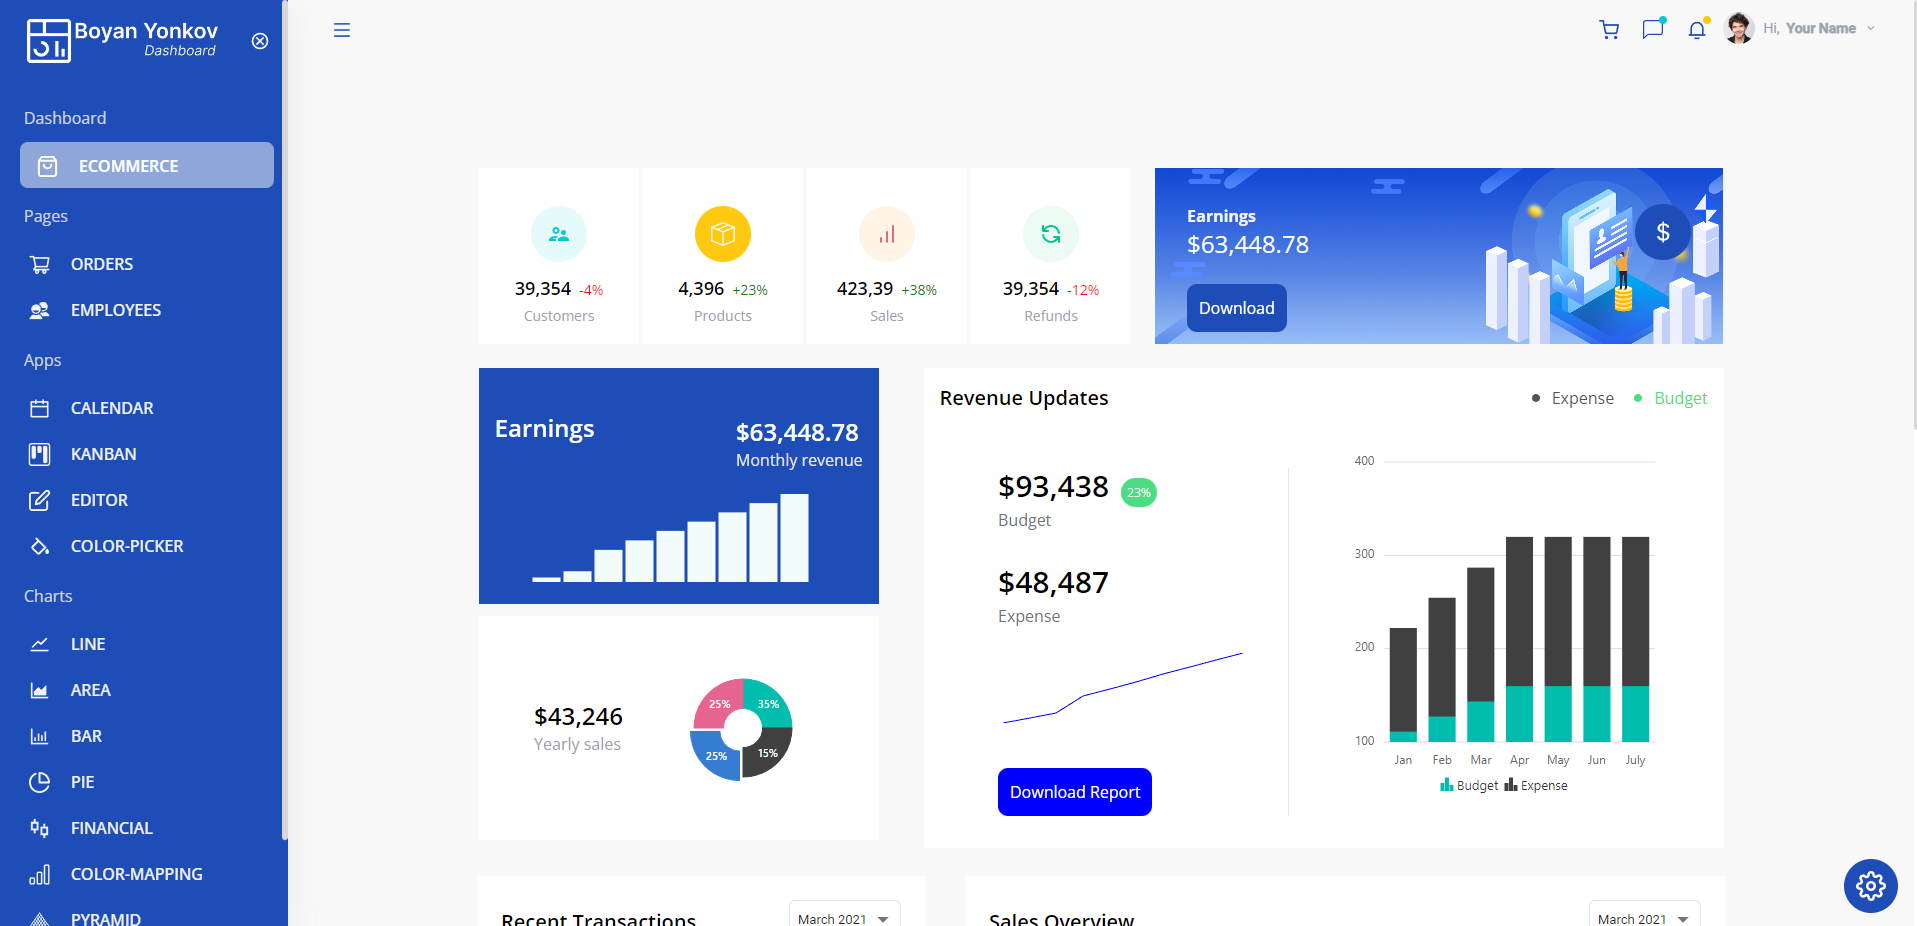 Boyan Yonkov
Dashboard
Hi, Your Name
Dashboard
ECOMMERCE
Pages
ORDERS
EMPLOYEES
Apps
CALENDAR
KANBAN
EDITOR
COLOR-PICKER
Charts
LINE
AREA
BAR
PIE
FINANCIAL
COLOR-MAPPING
PYRAMID
39,354 -4%
Customers
4,396 +23%
Products
423,39 +38%
Sales
39,354 -12%
Refunds
Earnings
$63,448.78
Download
$
Earnings
$63,448.78
Monthly revenue
$43,246
Yearly sales
25%
35%
25%
15%
Revenue Updates
Expense
Budget
$93,438 23%
Budget
$48,487
Expense
Download Report
400
300
200
100
Jan Feb Mar Apr May Jun July
Budget Expense
Recent Transactions
March 2021
Sales Overview
March 2021